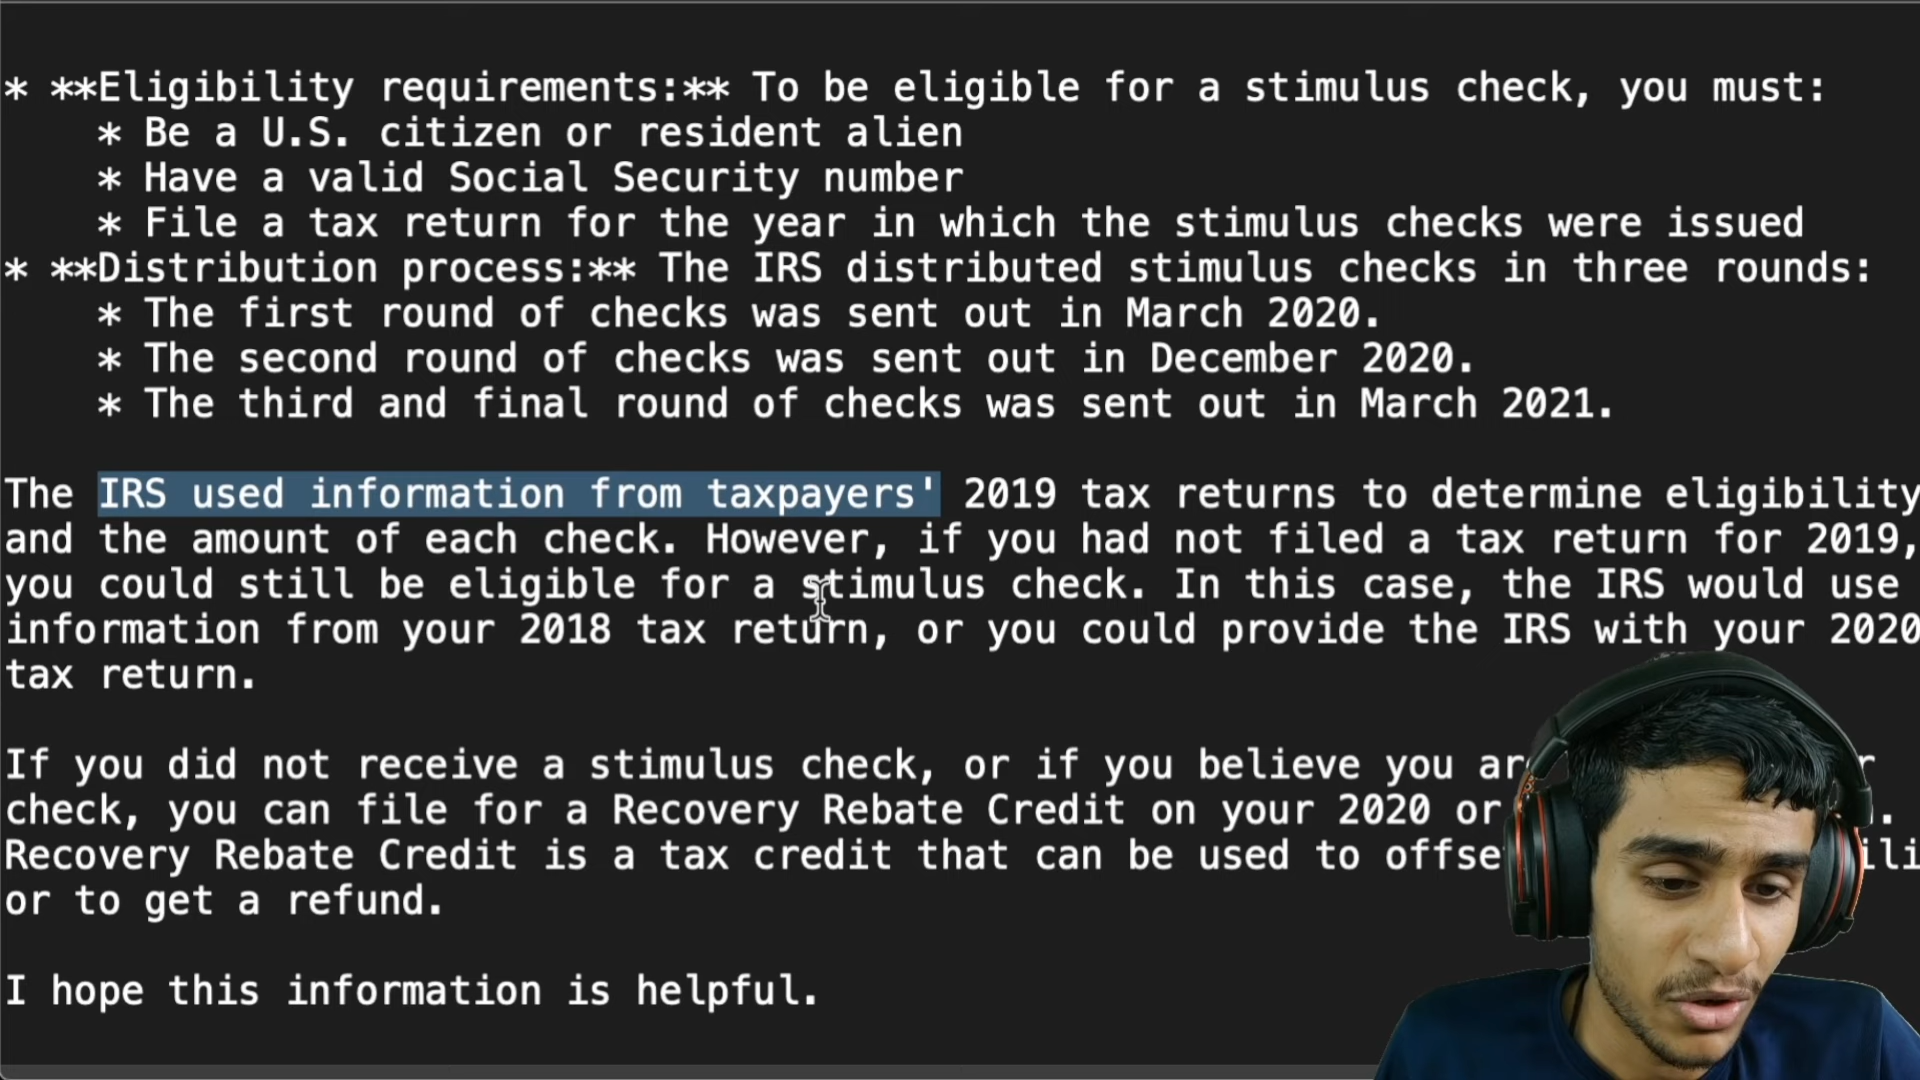 * **Eligibility requirements:** To be eligible for a stimulus check, you must:
* Be a U.S. citizen or resident alien
* Have a valid Social Security number
* File a tax return for the year in which the stimulus checks were issued
* **Distribution process:** The IRS distributed stimulus checks in three rounds:
* The first round of checks was sent out in March 2020.
* The second round of checks was sent out in December 2020.
* The third and final round of checks was sent out in March 2021.
The IRS used information from taxpayers' 2019 tax returns to determine eligibility
and the amount of each check. However, if you had not filed a tax return for 2019,
you could still be eligible for a stimulus check. In this case, the IRS would use
information from your 2018 tax return, or you could provide the IRS with your 2020
tax return.
If you did not receive a stimulus check, or if you believe you
check, you can file for a Recovery Rebate Credit on your 2020 or
Recovery Rebate Credit is a tax credit that can be used to
or to get a refund.
I hope this information is helpful.